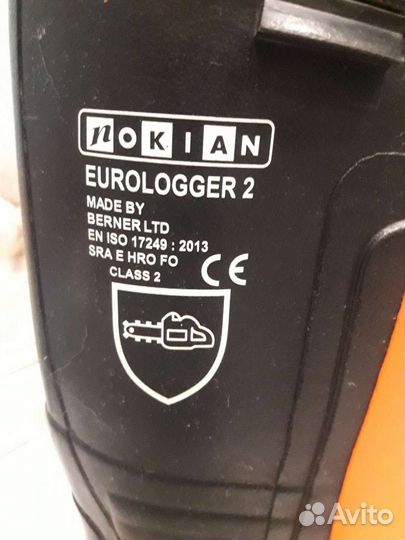 NOKIAN
EUROLOGGER 2
MADE BY
BERNER LTD
EN ISO 17249 : 2013
SRA E HRO FO
CLASS 2
CE
Avito